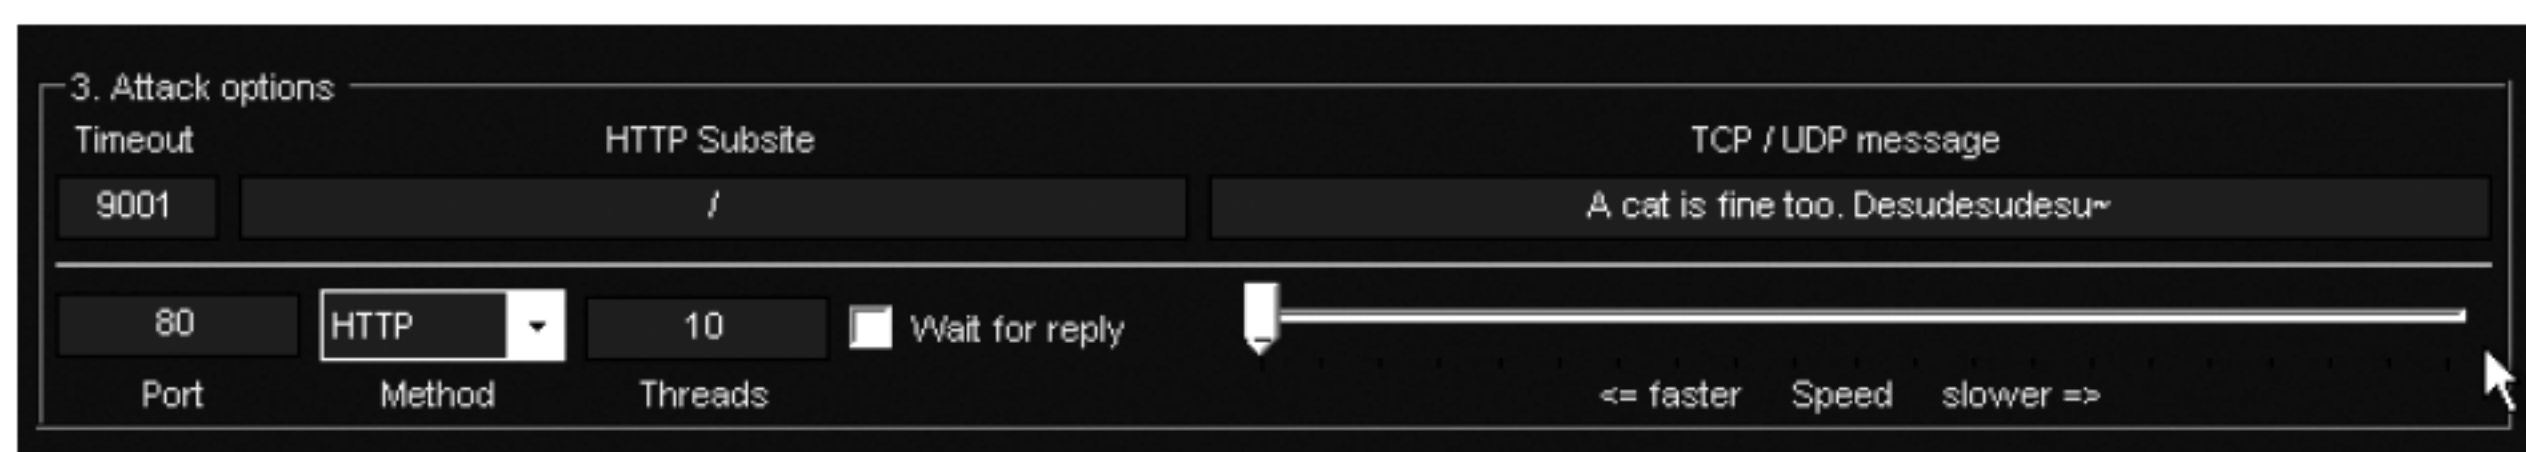 3. Attack options
Timeout HTTP Subsite TCP / UDP message
9001 / A cat is fine too. Desudesudesu~
80 HTTP 10 Wait for reply
Port Method Threads <= faster Speed slower =>